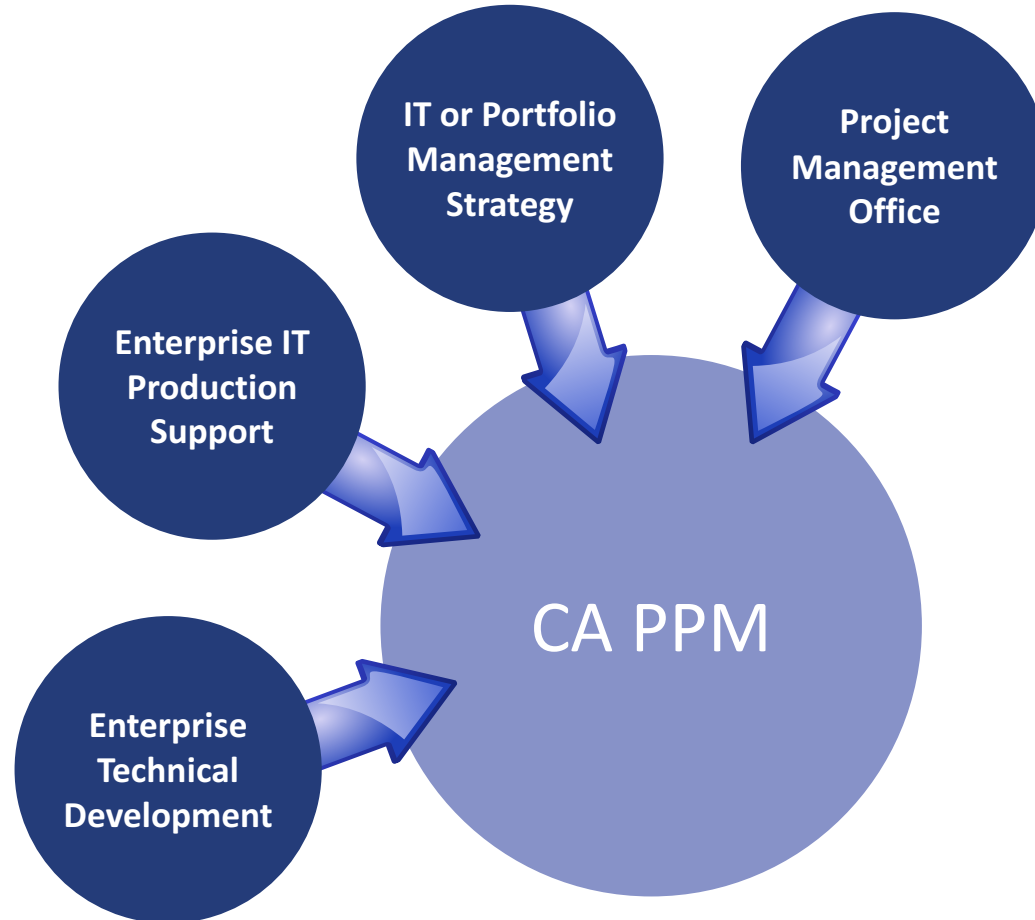 IT or Portfolio
Management
Strategy
Project
Management
Office
Enterprise IT
Production
Support
CA PPM
Enterprise
Technical
Development